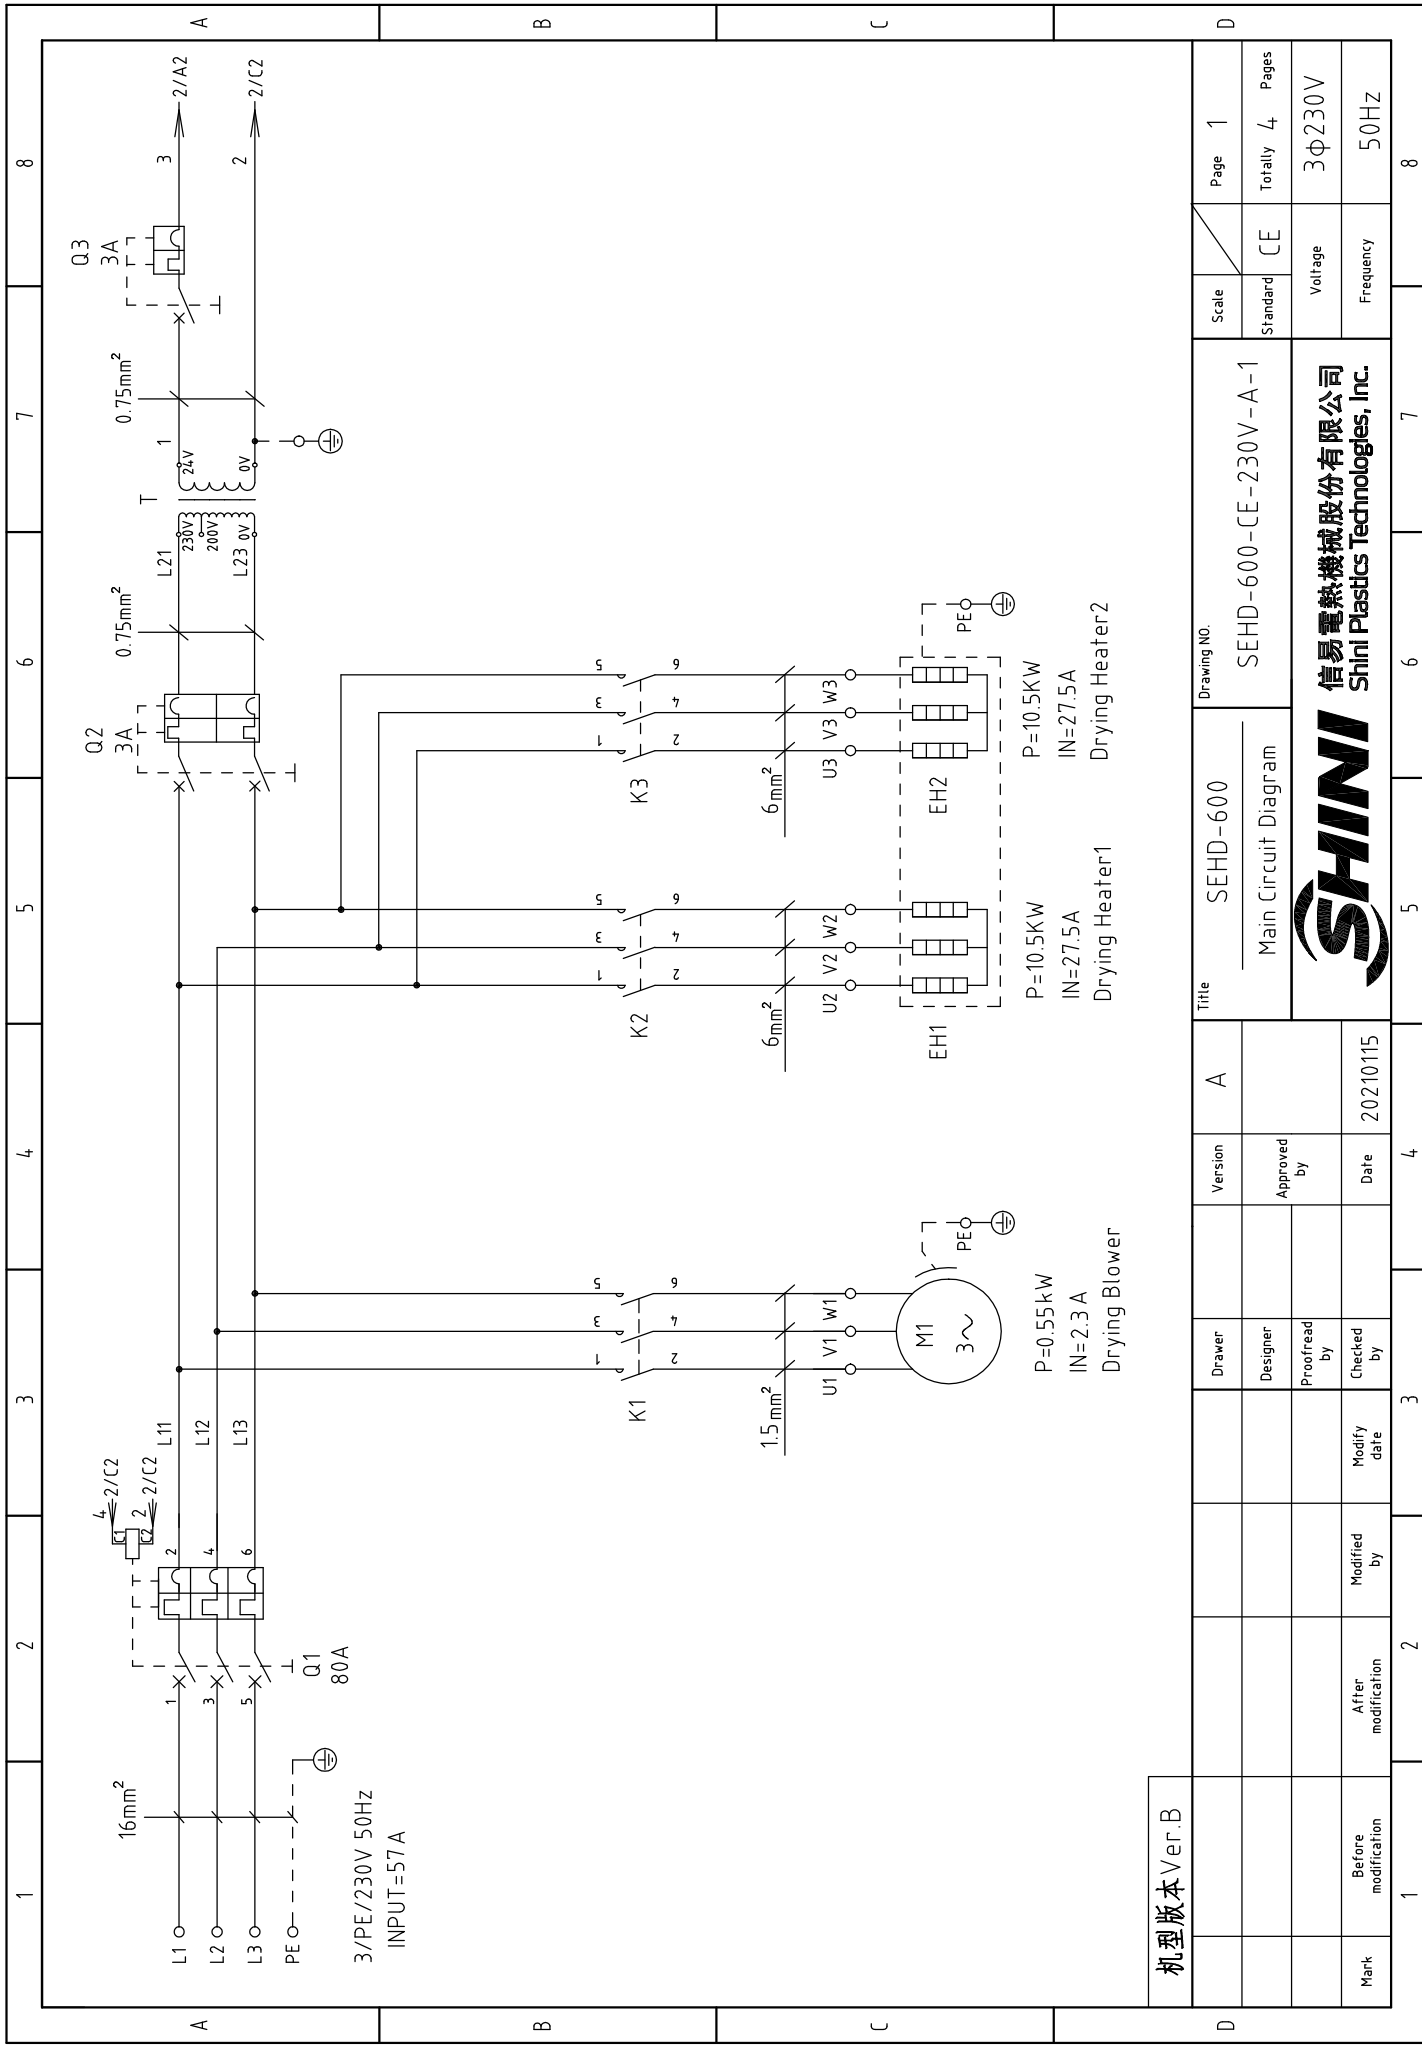 1 2 3 4 5 6 7 8
A
B
C
D
L1
L2
L3
PE
16mm²
3/PE/230V 50Hz
INPUT=57A
1
3
5
Q1
80A
2
4
6
C1
C2
4
2/C2
2
2/C2
L11
L12
L13
Q2
3A
0.75mm²
L21
L23
230V
200V
0V
T
24V
0V
1
0.75mm²
Q3
3A
3
2/A2
2
2/C2
1 3 5
K1
2 4 6
1.5mm²
U1 V1 W1
M1
3~
PE
P=0.55kW
IN=2.3A
Drying Blower
1 3 5
K2
2 4 6
6mm²
U2 V2 W2
EH1
P=10.5KW
IN=27.5A
Drying Heater1
1 3 5
K3
2 4 6
6mm²
U3 V3 W3
EH2
PE
P=10.5KW
IN=27.5A
Drying Heater2
机型版本Ver.B
Mark
Before
modification
After
modification
Modified
by
Modify
date
Drawer
Designer
Proofread
by
Checked
by
Version
A
Approved
by
Date
20210115
Title
SEHD-600
Main Circuit Diagram
Drawing NO.
SEHD-600-CE-230V-A-1
SHINI
信易電熱機械股份有限公司
Shini Plastics Technologies, Inc.
Scale
Page 1
Standard
CE
Totally 4 Pages
Voltage
3Φ230V
Frequency
50HZ
A
B
C
D
1 2 3 4 5 6 7 8